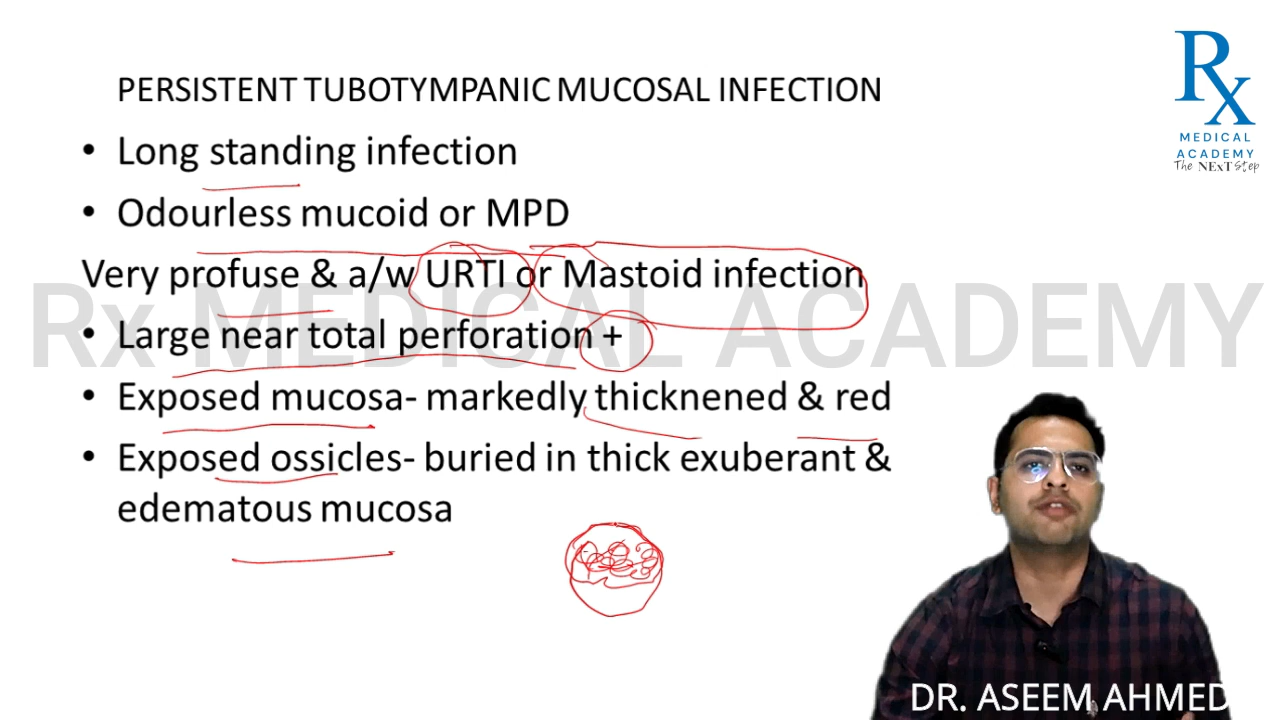 PERSISTENT TUBOTYMPANIC MUCOSAL INFECTION
• Long standing infection
• Odourless mucoid or MPD
Very profuse & a/w URTI or Mastoid infection
• Large near total perforation +
• Exposed mucosa- markedly thicknened & red
• Exposed ossicles- buried in thick exuberant &
edematous mucosa
Rx MEDICAL ACADEMY
Rx
MEDICAL
ACADEMY
The NExT Step
DR. ASEEM AHMED